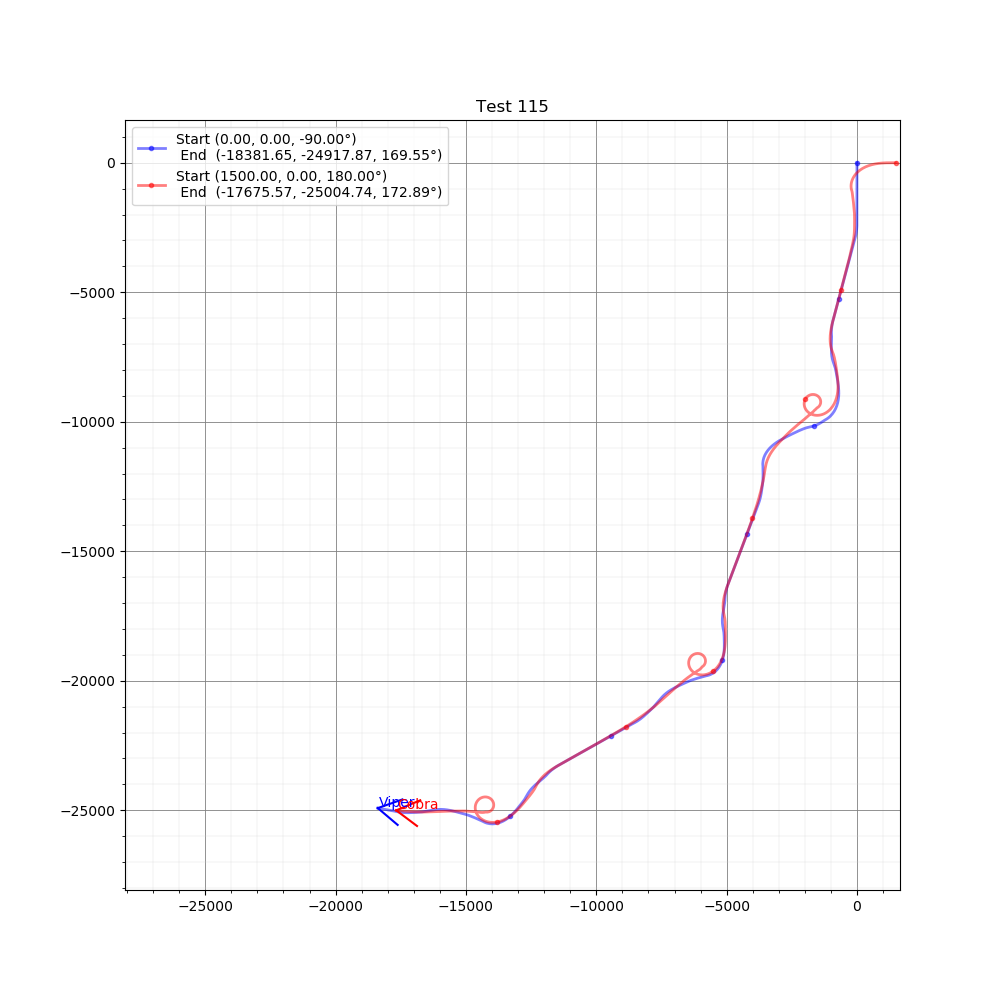 Test 115
Start (0.00, 0.00, -90.00°)
End (-18381.65, -24917.87, 169.55°)
Start (1500.00, 0.00, 180.00°)
End (-17675.57, -25004.74, 172.89°)
0
−5000
−10000
−15000
−20000
−25000
Viper
Cobra
−25000
−20000
−15000
−10000
−5000
0